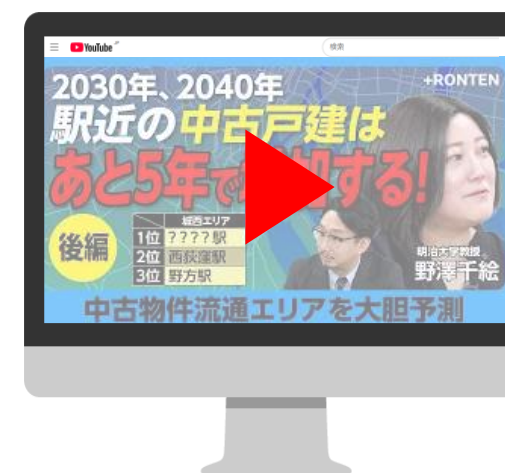 YouTube JP
検索
2030年、2040年
+RONTEN
駅近の中古戸建は
あと5年で 加する!
後編
城西エリア
1位 ????駅
2位 西荻窪駅
3位 野方駅
明治大学教授
野澤千絵
中古物件流通エリアを大胆予測